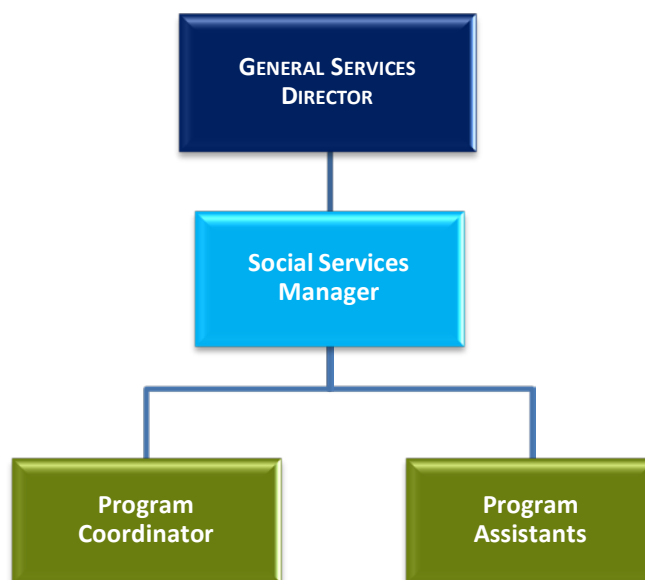 GENERAL SERVICES
DIRECTOR
Social Services
Manager
Program
Coordinator
Program
Assistants